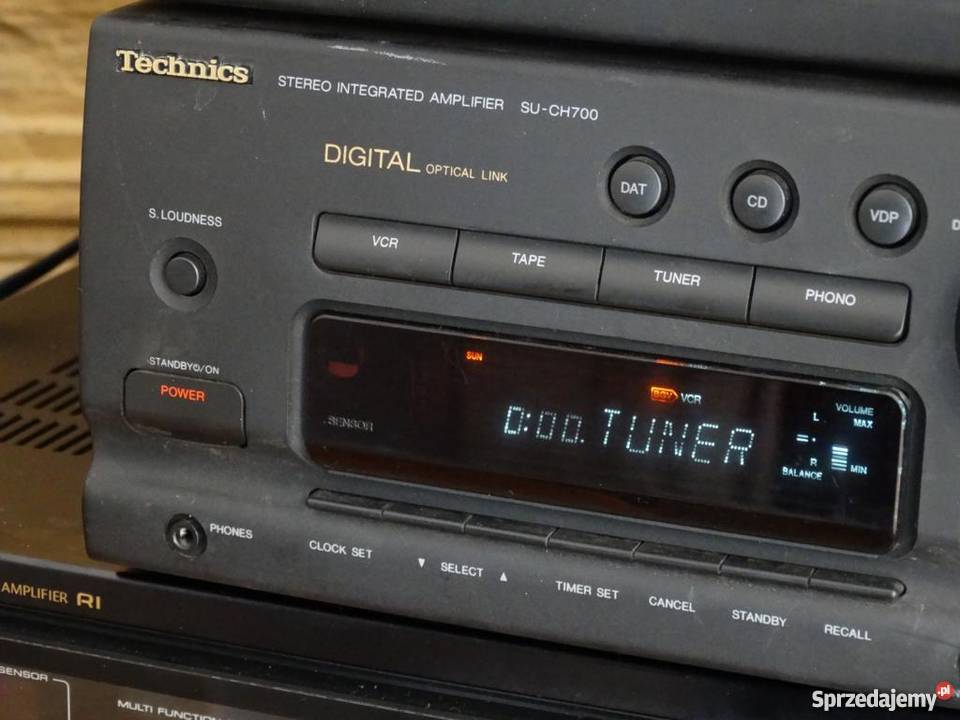 Technics
STEREO INTEGRATED AMPLIFIER SU-CH700
DIGITAL OPTICAL LINK
DAT
CD
VDP
D
S. LOUDNESS
VCR
TAPE
TUNER
PHONO
STANDBY/ON
POWER
SUN
VCR
VOLUME
L
MAX
SENSOR
0:00. TUNER
R
MIN
BALANCE
PHONES
CLOCK SET
▼ SELECT ▲
TIMER SET
CANCEL
STANDBY
RECALL
AMPLIFIER RI
SENSOR
MULTI FUNCTION
Sprzedajemy.pl